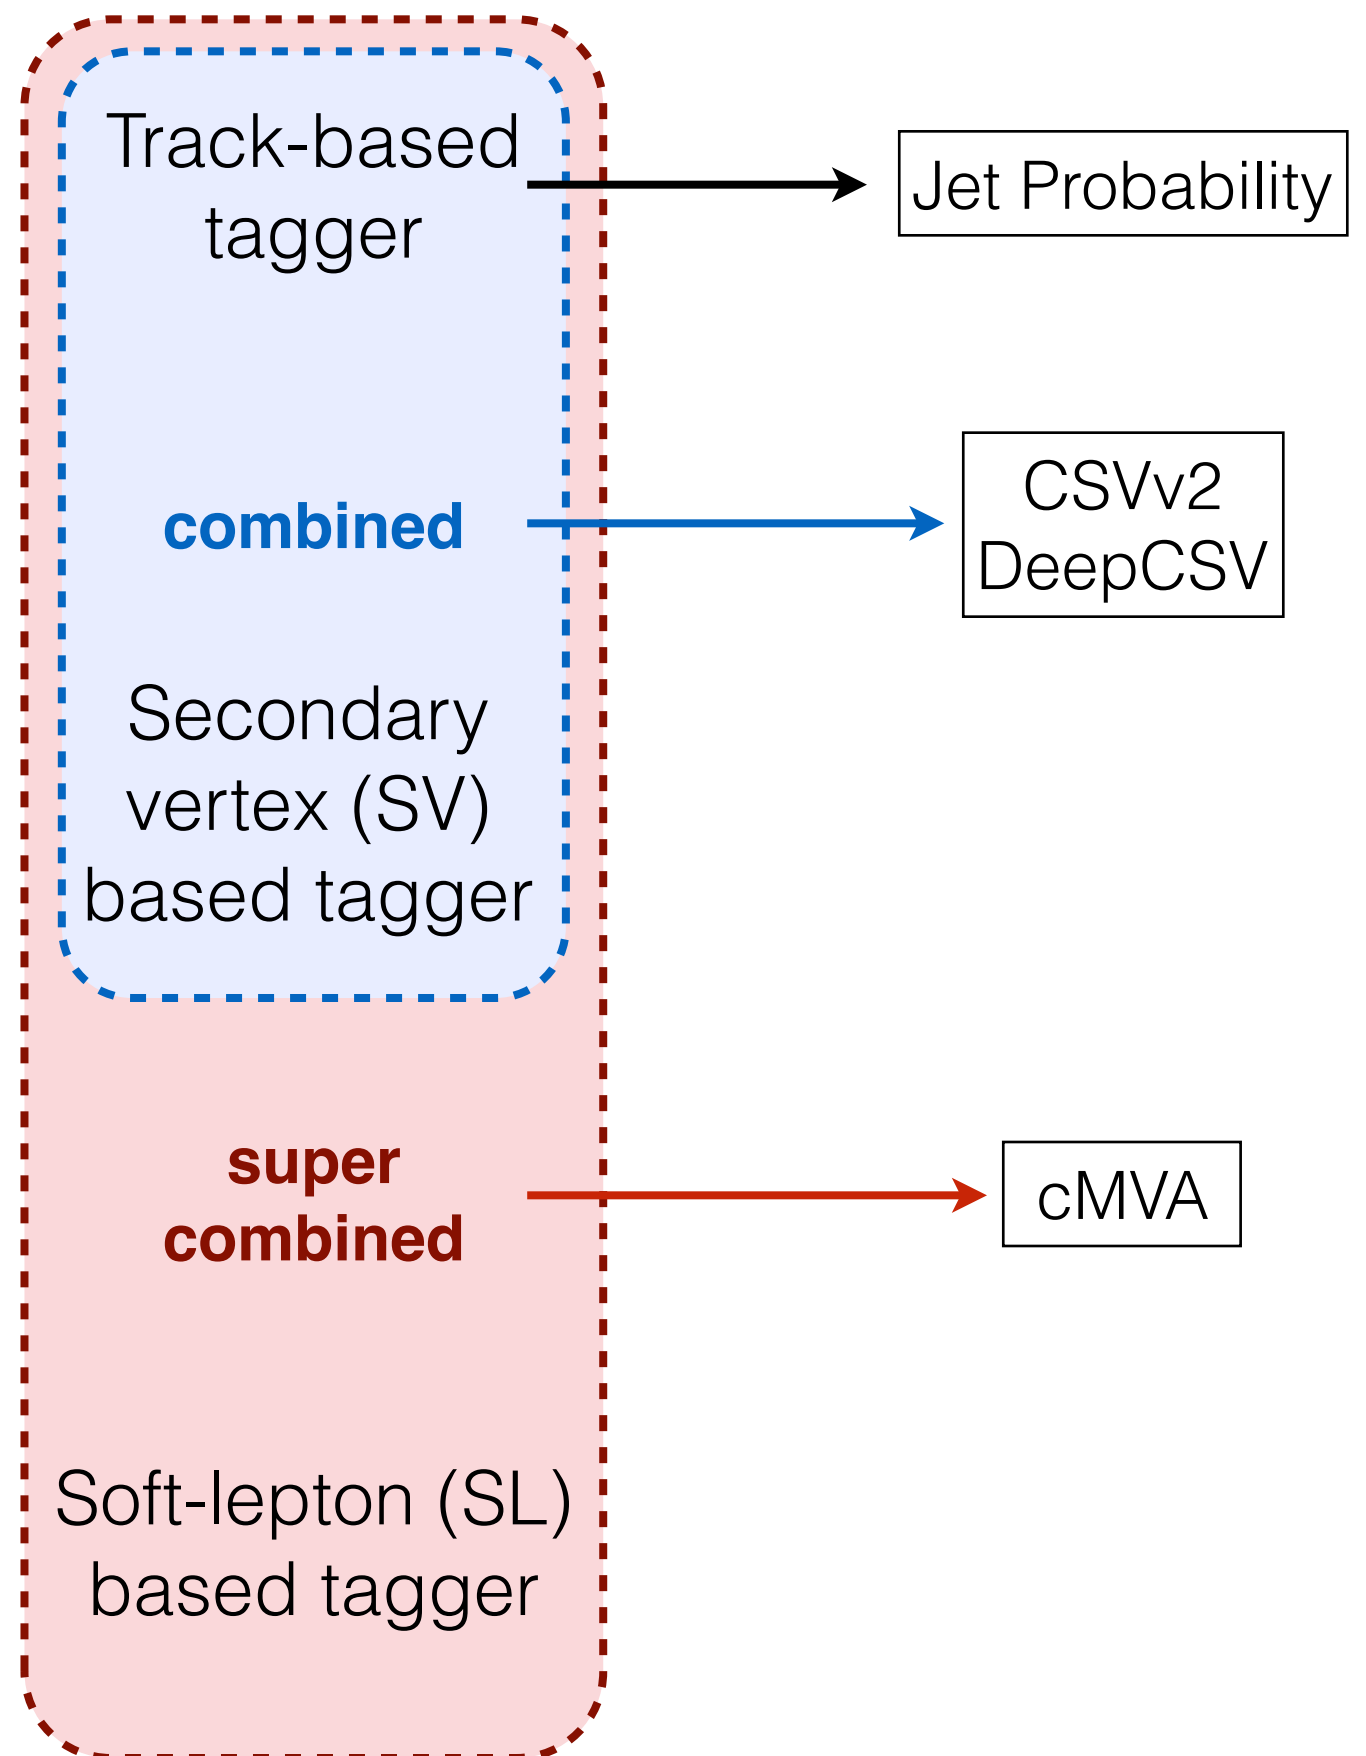 Track-based
tagger
Jet Probability
combined
CSVv2
DeepCSV
Secondary
vertex (SV)
based tagger
super
combined
cMVA
Soft-lepton (SL)
based tagger